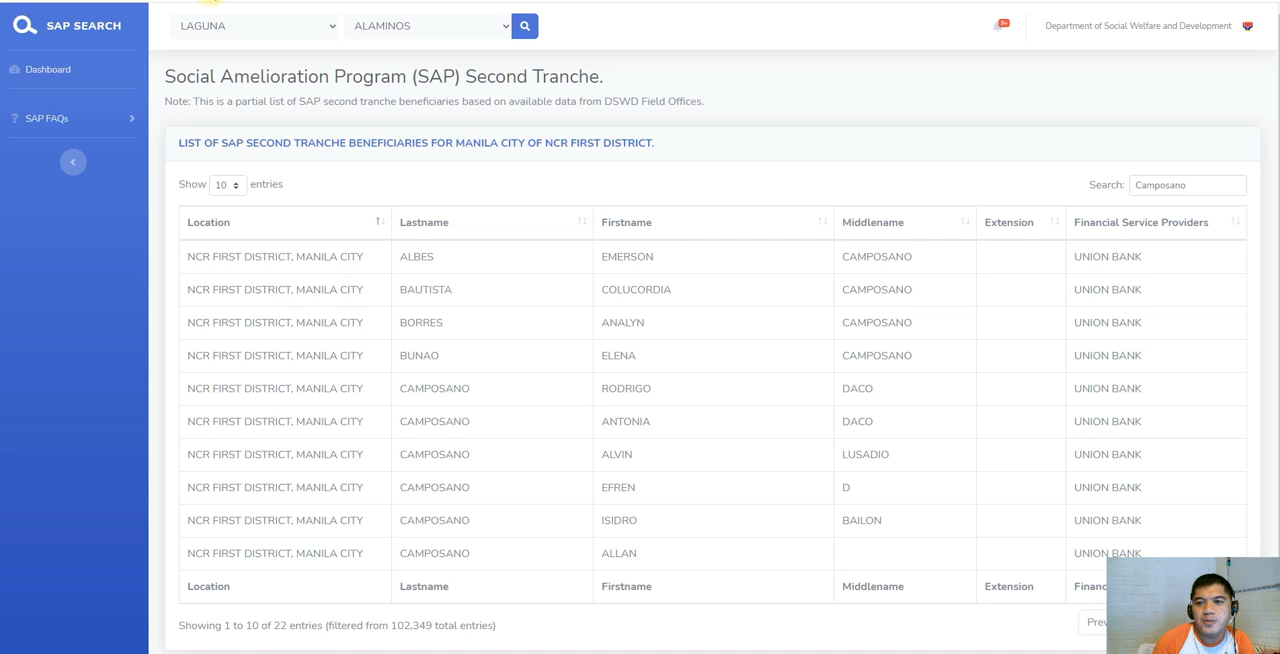 SAP SEARCH
LAGUNA ALAMINOS 3+ Department of Social Welfare and Development
Dashboard
SAP FAQs
Social Amelioration Program (SAP) Second Tranche.
Note: This is a partial list of SAP second tranche beneficiaries based on available data from DSWD Field Offices.
LIST OF SAP SECOND TRANCHE BENEFICIARIES FOR MANILA CITY OF NCR FIRST DISTRICT.
Show 10 entries Search: Camposano
Location Lastname Firstname Middlename Extension Financial Service Providers
NCR FIRST DISTRICT, MANILA CITY ALBES EMERSON CAMPOSANO UNION BANK
NCR FIRST DISTRICT, MANILA CITY BAUTISTA COLUCORDIA CAMPOSANO UNION BANK
NCR FIRST DISTRICT, MANILA CITY BORRES ANALYN CAMPOSANO UNION BANK
NCR FIRST DISTRICT, MANILA CITY BUNAO ELENA CAMPOSANO UNION BANK
NCR FIRST DISTRICT, MANILA CITY CAMPOSANO RODRIGO DACO UNION BANK
NCR FIRST DISTRICT, MANILA CITY CAMPOSANO ANTONIA DACO UNION BANK
NCR FIRST DISTRICT, MANILA CITY CAMPOSANO ALVIN LUSADIO UNION BANK
NCR FIRST DISTRICT, MANILA CITY CAMPOSANO EFREN D UNION BANK
NCR FIRST DISTRICT, MANILA CITY CAMPOSANO ISIDRO BAILON UNION BANK
NCR FIRST DISTRICT, MANILA CITY CAMPOSANO ALLAN UNION BANK
Location Lastname Firstname Middlename Extension Financ
Showing 1 to 10 of 22 entries (filtered from 102,349 total entries) Prev